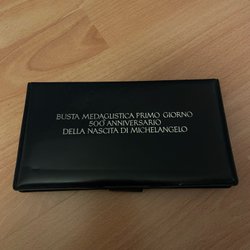 BUSTA MEDAGLISTICA PRIMO GIORNO
500 ANNIVERSARIO
DELLA NASCITA DI MICHELANGELO